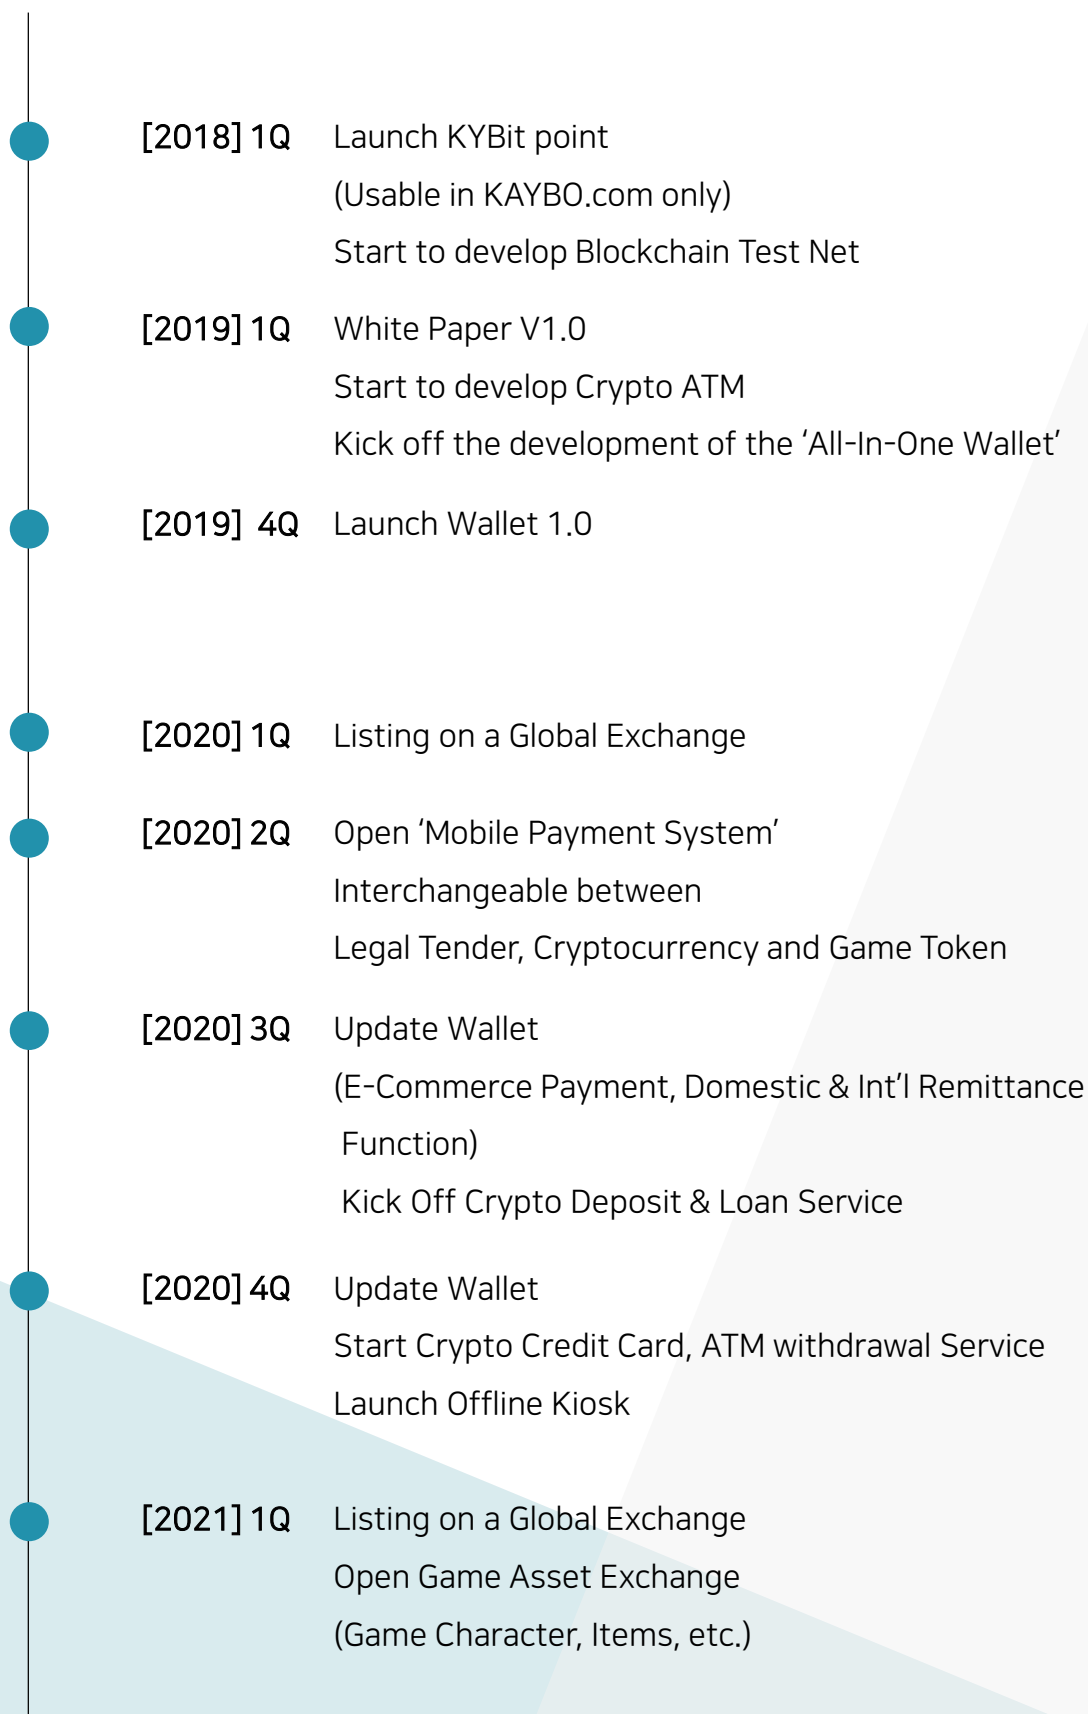 [2018] 1Q Launch KYBit point
(Usable in KAYBO.com only)
Start to develop Blockchain Test Net
[2019] 1Q White Paper V1.0
Start to develop Crypto ATM
Kick off the development of the ‘All-In-One Wallet’
[2019] 4Q Launch Wallet 1.0
[2020] 1Q Listing on a Global Exchange
[2020] 2Q Open ‘Mobile Payment System’
Interchangeable between
Legal Tender, Cryptocurrency and Game Token
[2020] 3Q Update Wallet
(E-Commerce Payment, Domestic & Int’l Remittance
Function)
Kick Off Crypto Deposit & Loan Service
[2020] 4Q Update Wallet
Start Crypto Credit Card, ATM withdrawal Service
Launch Offline Kiosk
[2021] 1Q Listing on a Global Exchange
Open Game Asset Exchange
(Game Character, Items, etc.)